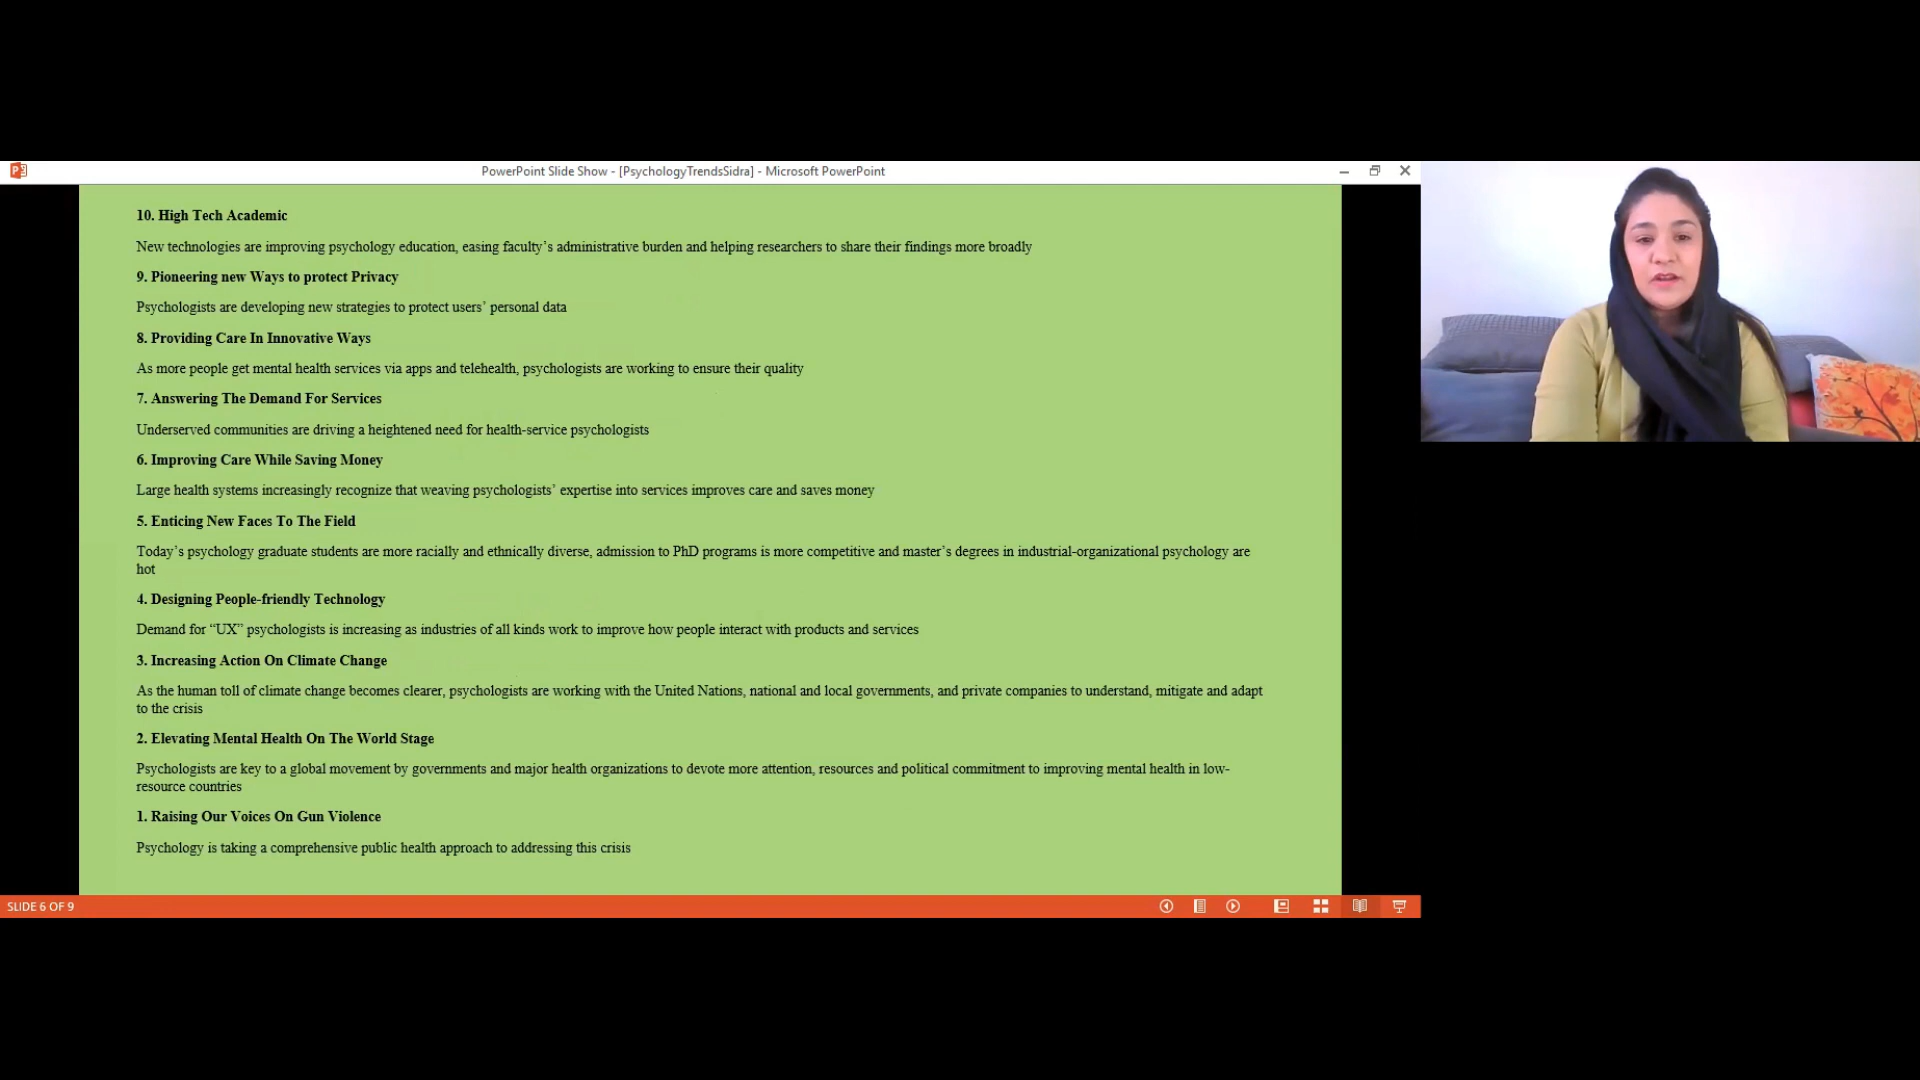 PowerPoint Slide Show - [PsychologyTrendsSidra] - Microsoft PowerPoint
10. High Tech Academic
New technologies are improving psychology education, easing faculty’s administrative burden and helping researchers to share their findings more broadly
9. Pioneering new Ways to protect Privacy
Psychologists are developing new strategies to protect users’ personal data
8. Providing Care In Innovative Ways
As more people get mental health services via apps and telehealth, psychologists are working to ensure their quality
7. Answering The Demand For Services
Underserved communities are driving a heightened need for health-service psychologists
6. Improving Care While Saving Money
Large health systems increasingly recognize that weaving psychologists’ expertise into services improves care and saves money
5. Enticing New Faces To The Field
Today’s psychology graduate students are more racially and ethnically diverse, admission to PhD programs is more competitive and master’s degrees in industrial-organizational psychology are
hot
4. Designing People-friendly Technology
Demand for “UX” psychologists is increasing as industries of all kinds work to improve how people interact with products and services
3. Increasing Action On Climate Change
As the human toll of climate change becomes clearer, psychologists are working with the United Nations, national and local governments, and private companies to understand, mitigate and adapt
to the crisis
2. Elevating Mental Health On The World Stage
Psychologists are key to a global movement by governments and major health organizations to devote more attention, resources and political commitment to improving mental health in low-
resource countries
1. Raising Our Voices On Gun Violence
Psychology is taking a comprehensive public health approach to addressing this crisis
SLIDE 6 OF 9